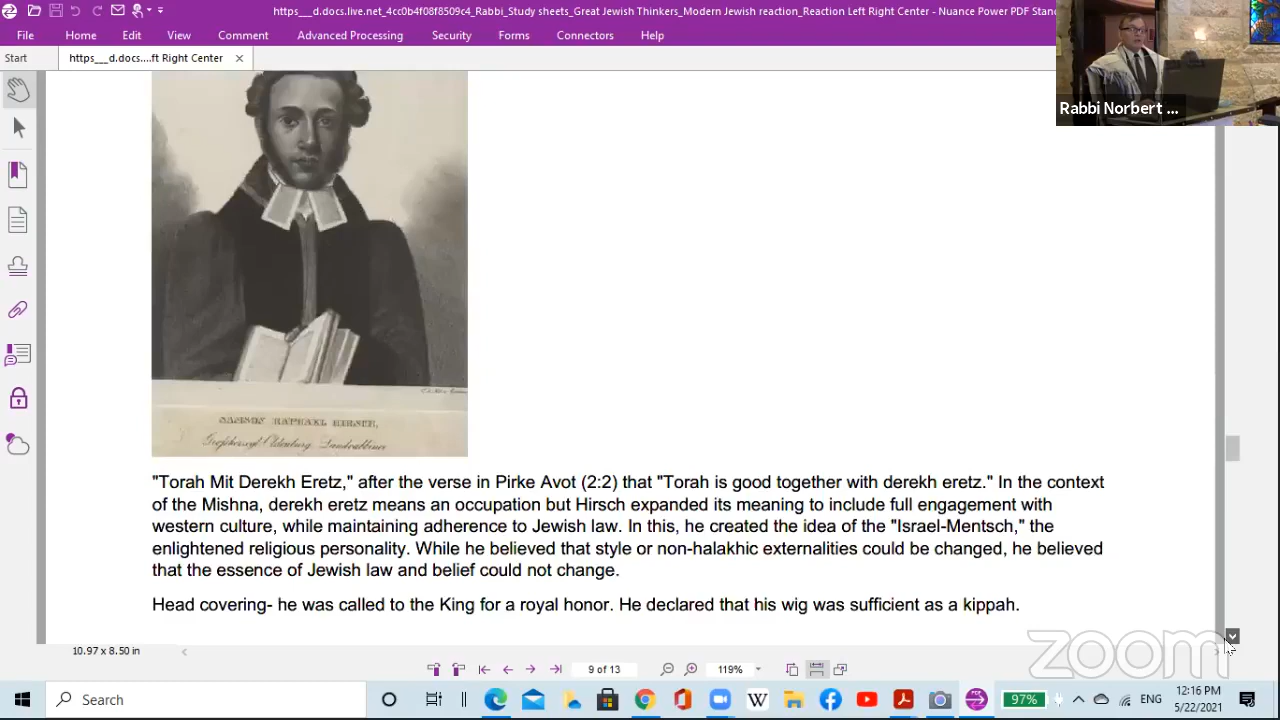 https___d.docs.live.net_4cc0b4f08f8509c4_Rabbi_Study sheets_Great Jewish Thinkers_Modern Jewish reaction_Reaction Left Right Center - Nuance Power PDF Stan
File Home Edit View Comment Advanced Processing Security Forms Connectors Help
Start https___d.docs....ft Right Center
Rabbi Norbert ...
SAMSON RAPHAEL HIRSCH,
Landrabbiner
"Torah Mit Derekh Eretz," after the verse in Pirke Avot (2:2) that "Torah is good together with derekh eretz." In the context
of the Mishna, derekh eretz means an occupation but Hirsch expanded its meaning to include full engagement with
western culture, while maintaining adherence to Jewish law. In this, he created the idea of the "Israel-Mentsch," the
enlightened religious personality. While he believed that style or non-halakhic externalities could be changed, he believed
that the essence of Jewish law and belief could not change.
Head covering- he was called to the King for a royal honor. He declared that his wig was sufficient as a kippah.
zoom
10.97 x 8.50 in
9 of 13 119%
Search 97% ENG 12:16 PM
5/22/2021